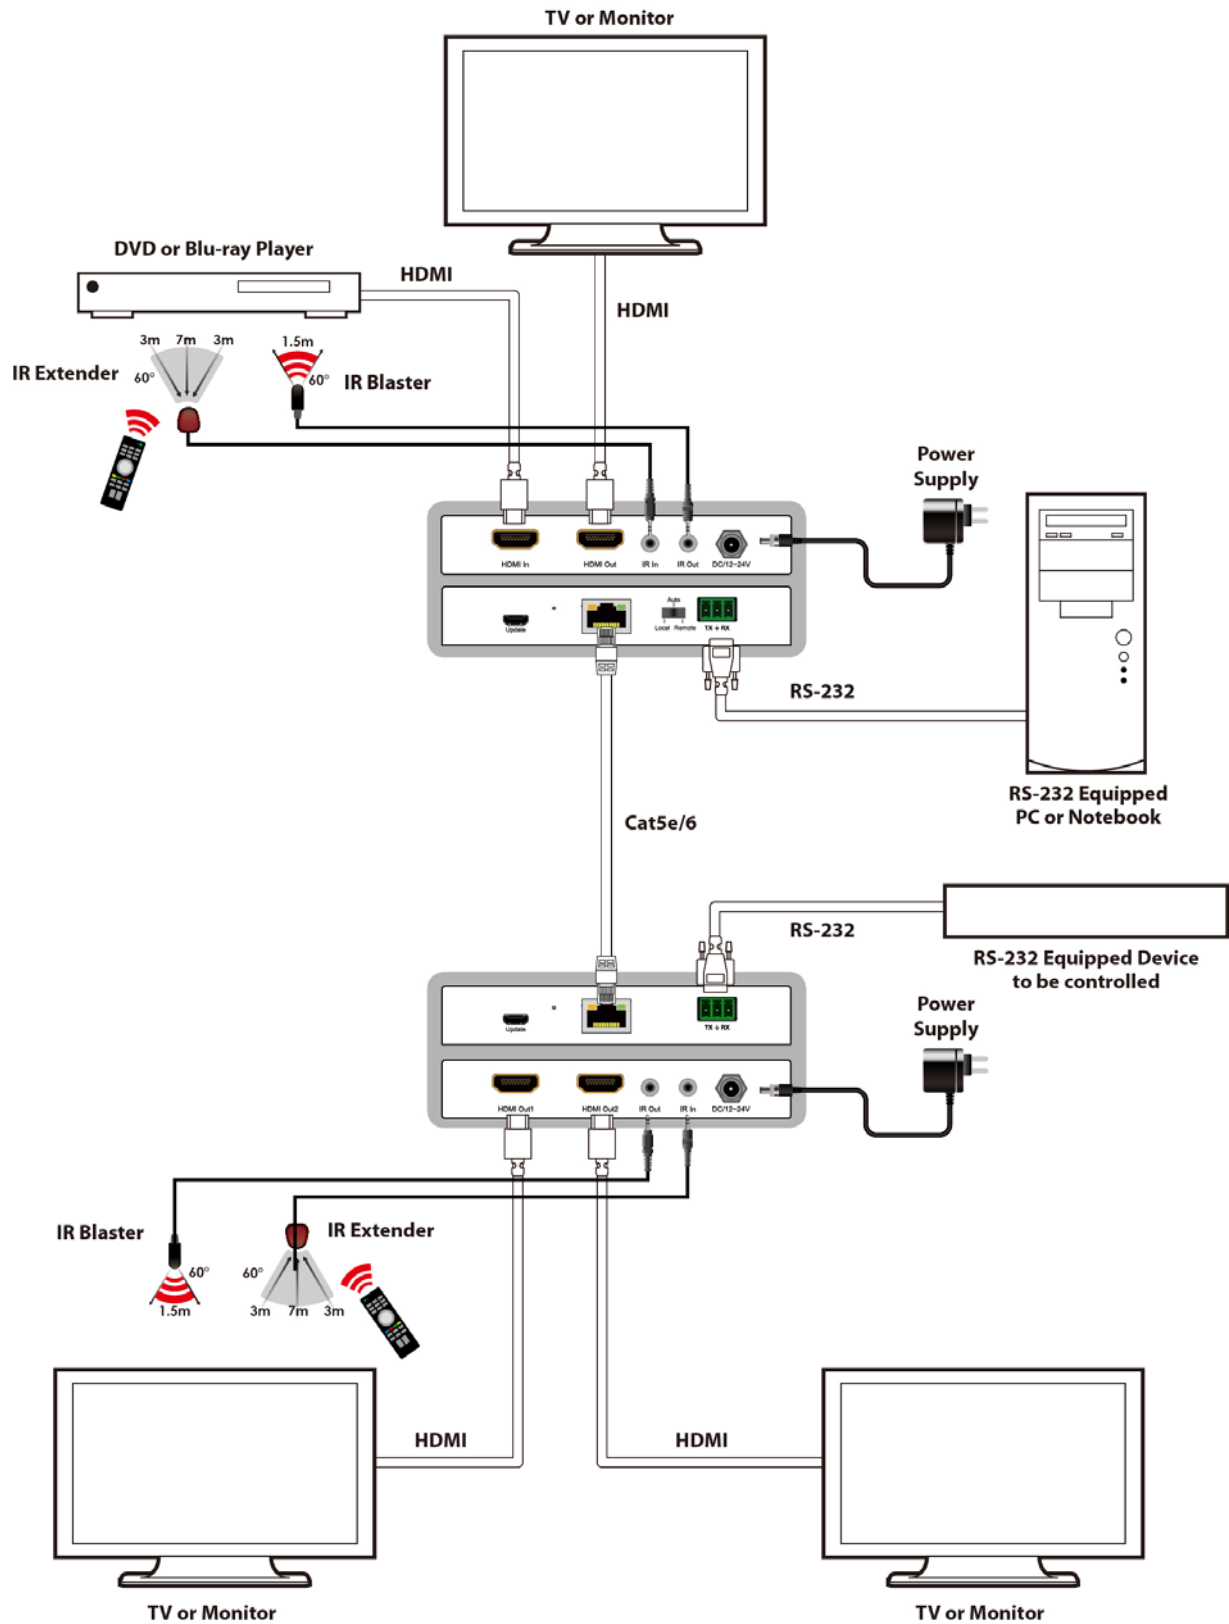 TV or Monitor
DVD or Blu-ray Player
HDMI
HDMI
3m 7m 3m
1.5m
IR Extender
60°
60°
IR Blaster
Power
Supply
HDMI In
HDMI Out
IR In
IR Out
DC/12~24V
Update
Auto
Local Remote
TX ⏚ RX
RS-232
RS-232 Equipped
PC or Notebook
Cat5e/6
RS-232
RS-232 Equipped Device
to be controlled
Power
Supply
Update
TX ⏚ RX
HDMI Out1
HDMI Out2
IR Out
IR In
DC/12~24V
IR Blaster
60°
1.5m
IR Extender
60°
3m 7m 3m
HDMI
HDMI
TV or Monitor
TV or Monitor